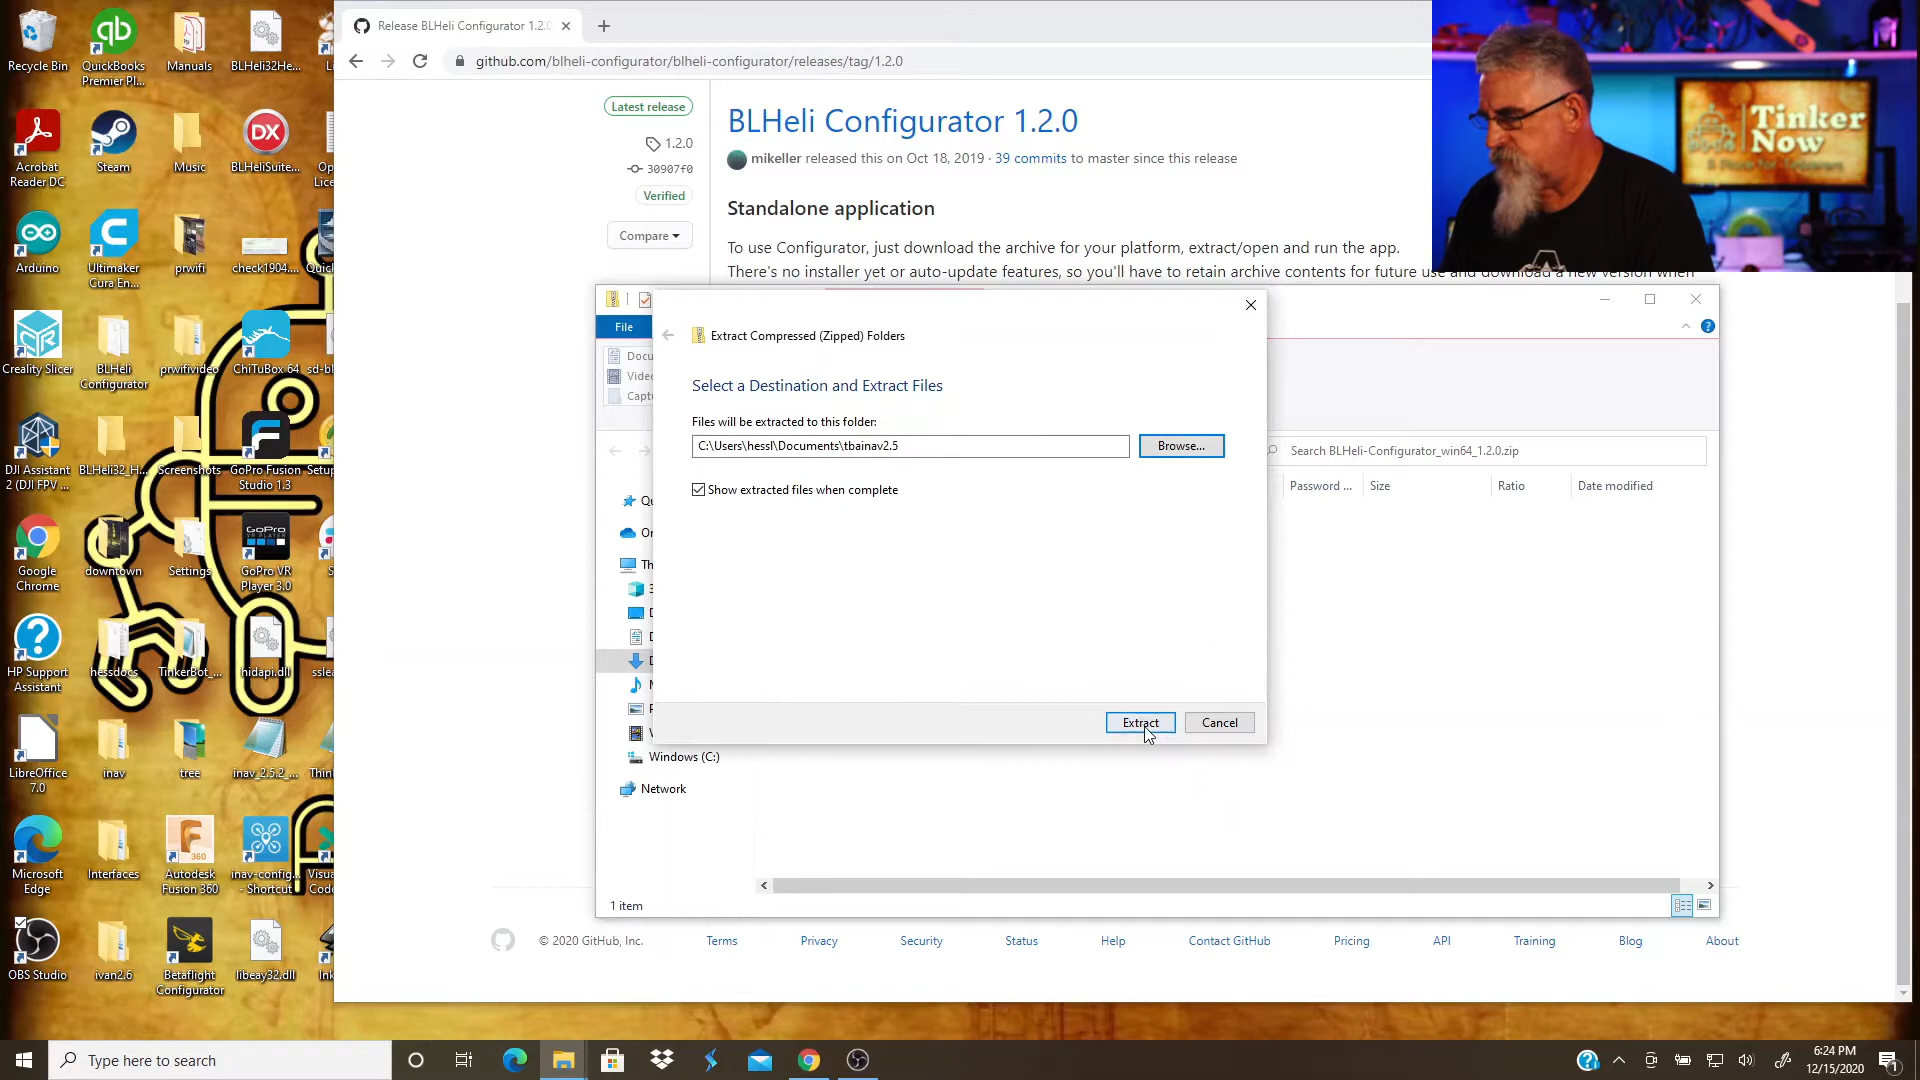 Recycle Bin
QuickBooks
Premier Pl...
Manuals
BLHeli32He...
Acrobat
Reader DC
Steam
Music
BLHeliSuite...
Arduino
Ultimaker
Cura En...
prwifi
check1904....
Creality Slicer
BLHeli
Configurator
prwifivideo
ChiTuBox 64
DJI Assistant
2 (DJI FPV ...
BLHeli32_H...
Screenshots
GoPro Fusion
Studio 1.3
Google
Chrome
downtown
Settings
GoPro VR
Player 3.0
HP Support
Assistant
hessdocs
TinkerBot_...
hidapi.dll
LibreOffice
7.0
inav
tree
inav_2.5.2_...
Microsoft
Edge
Interfaces
Autodesk
Fusion 360
inav-config...
- Shortcut
OBS Studio
ivan2.6
Betaflight
Configurator
libeay32.dll
Release BLHeli Configurator 1.2.0
github.com/blheli-configurator/blheli-configurator/releases/tag/1.2.0
Latest release
1.2.0
30907f0
Verified
Compare
BLHeli Configurator 1.2.0
mikeller released this on Oct 18, 2019 · 39 commits to master since this release
Standalone application
To use Configurator, just download the archive for your platform, extract/open and run the app.
There's no installer yet or auto-update features, so you'll have to retain archive contents for future use and download a new version when
Tinker
Now
File
Extract Compressed (Zipped) Folders
Select a Destination and Extract Files
Files will be extracted to this folder:
C:\Users\hessl\Documents\tbainav2.5
Browse...
Show extracted files when complete
Extract
Cancel
Search BLHeli-Configurator_win64_1.2.0.zip
Password ...
Size
Ratio
Date modified
Windows (C:)
Network
1 item
© 2020 GitHub, Inc.
Terms
Privacy
Security
Status
Help
Contact GitHub
Pricing
API
Training
Blog
About
Type here to search
6:24 PM
12/15/2020